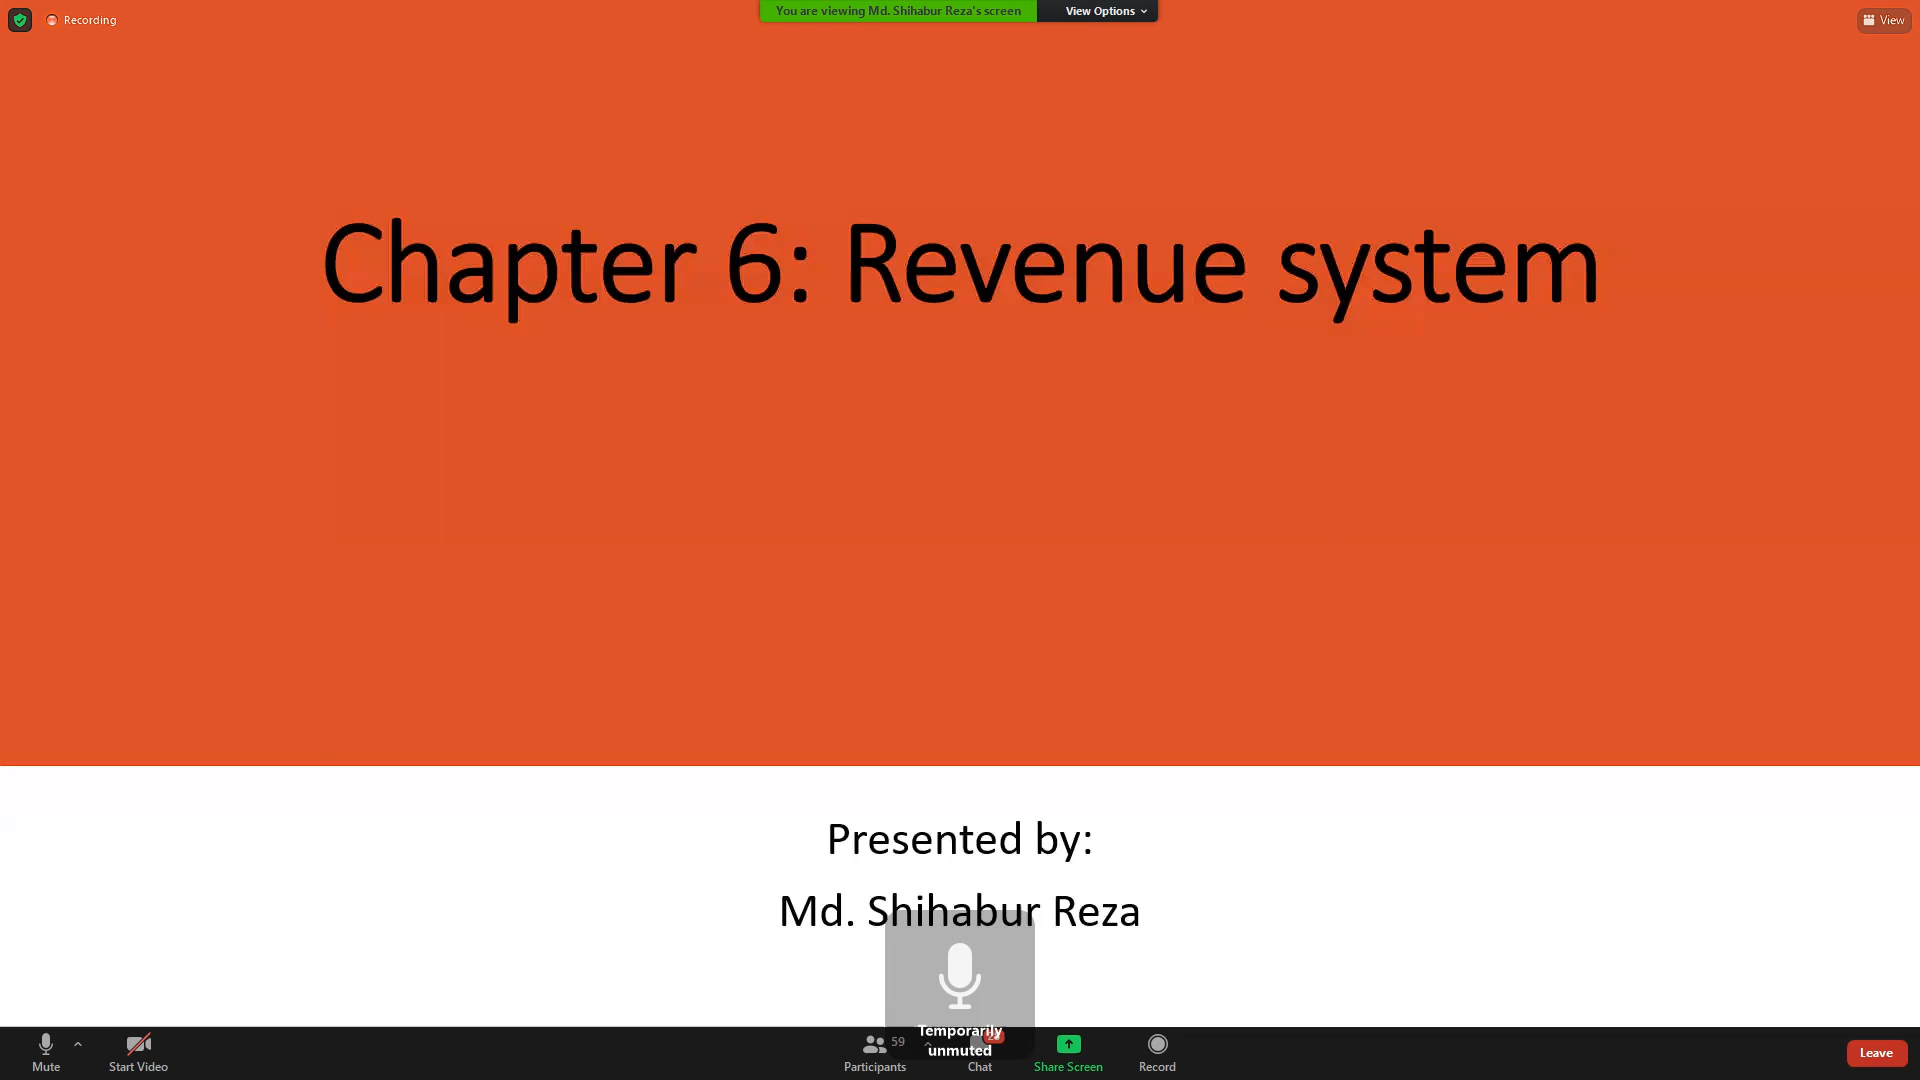 Recording
You are viewing Md. Shihabur Reza's screen
View Options
View
Chapter 6: Revenue system
Presented by:
Md. Shihabur Reza
Temporarily
unmuted
Mute
Start Video
59
Participants
Chat
Share Screen
Record
Leave